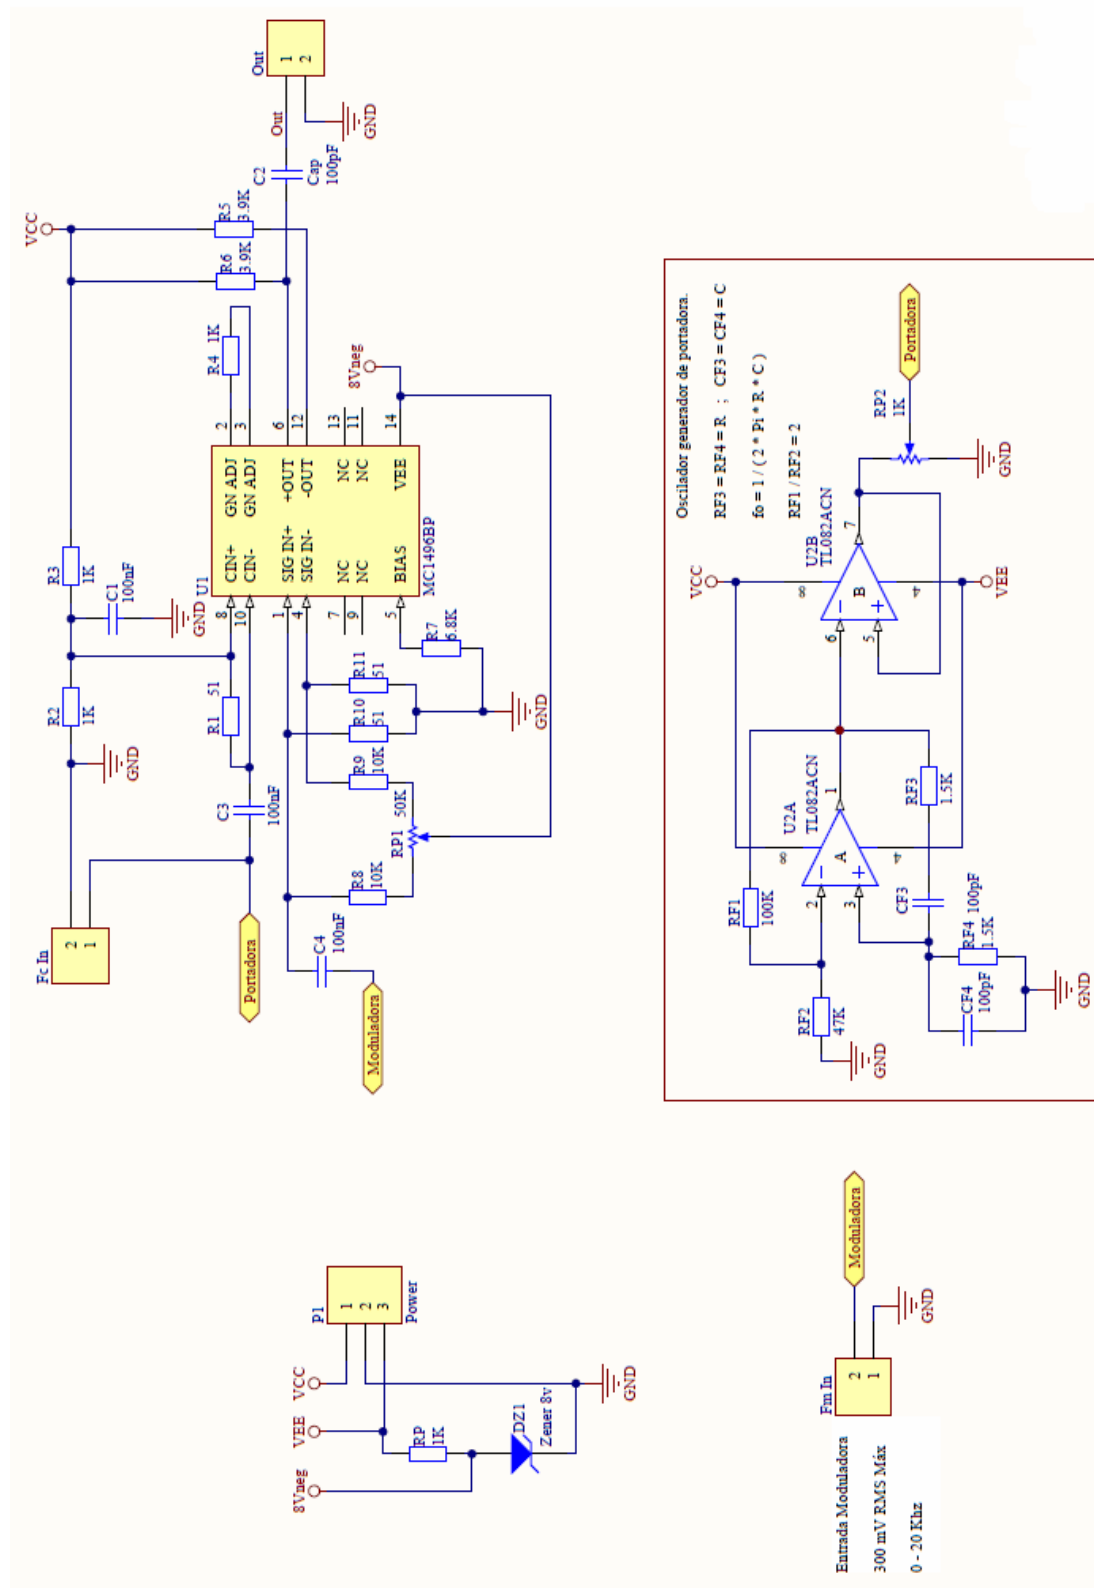 VCC
Fc In
2
1
R2
1K
R3
1K
C1
100nF
GND
GND
R1
51
C3
100nF
Portadora
C4
100nF
Moduladora
R8
10K
RP1
50K
R9
10K
R10
51
R11
51
R7
6.8K
GND
U1
8
CIN+
10
CIN-
1
SIG IN+
4
SIG IN-
7
NC
9
NC
5
BIAS
GN ADJ
2
GN ADJ
3
+OUT
6
-OUT
12
NC
13
NC
11
VEE
14
MC1496BP
R4
1K
R6
3.9K
R5
3.9K
8Vneg
C2
Cap
100pF
Out
Out
1
2
GND
P1
1
2
3
Power
VCC
VEE
8Vneg
RP
1K
DZ1
Zener 8v
GND
Fm In
2
1
Moduladora
GND
Entrada Moduladora
300 mV RMS Máx
0 - 20 Khz
Oscilador generador de portadora.
RF3 = RF4 = R ; CF3 = CF4 = C
fo = 1 / ( 2 * Pi * R * C )
RF1 / RF2 = 2
RF1
100K
RF2
47K
GND
U2A
TL082ACN
A
2
3
1
8
4
CF3
100pF
RF3
1.5K
RF4
1.5K
CF4
100pF
GND
VCC
U2B
TL082ACN
B
6
5
7
8
4
VEE
RP2
1K
Portadora
GND